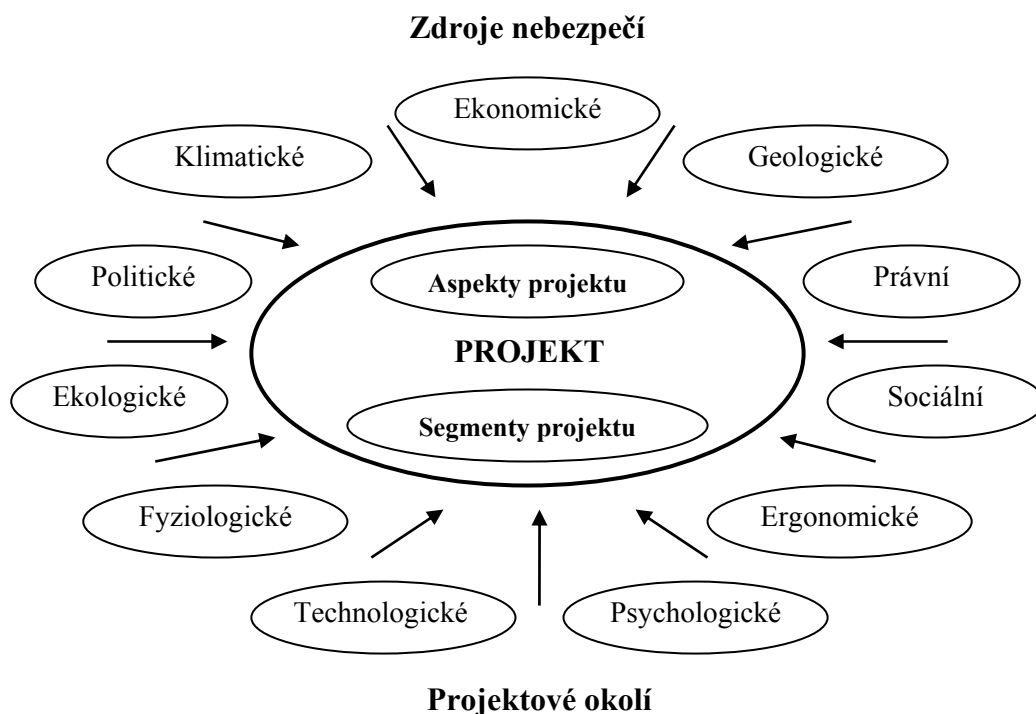 Zdroje nebezpečí
Ekonomické
Klimatické
Geologické
Politické
Aspekty projektu
Právní
PROJEKT
Ekologické
Sociální
Segmenty projektu
Fyziologické
Ergonomické
Technologické
Psychologické
Projektové okolí